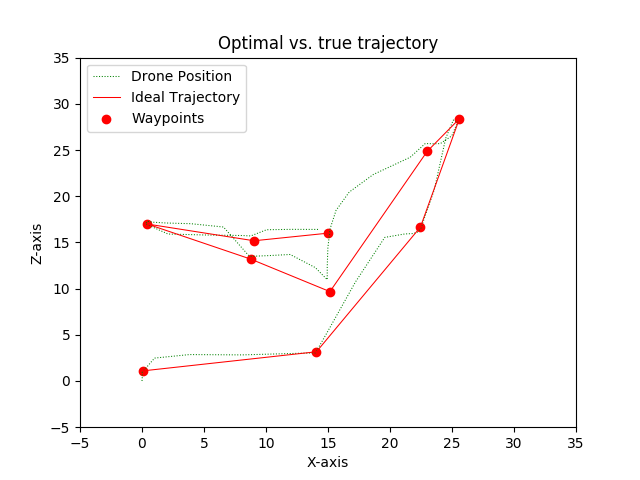 Optimal vs. true trajectory
Drone Position
Ideal Trajectory
Waypoints
35
30
25
20
15
10
5
0
−5
Z-axis
−5 0 5 10 15 20 25 30 35
X-axis